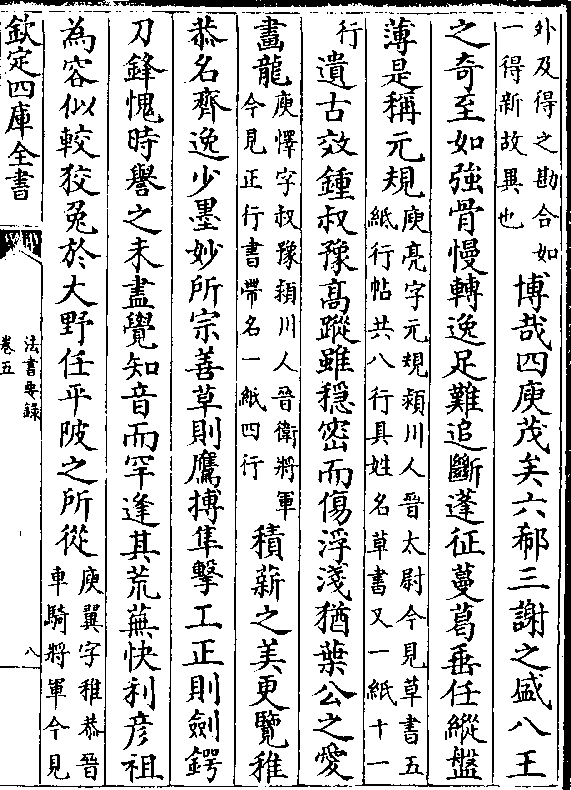 外及得之勘合如
一得新故異也
博哉四庾茂矣六郗三謝之盛八王
之奇至如強骨慢轉逸足難追斷蓬征蔓葛垂任縱盤
薄是稱元規
庾亮字元規潁川人晉太尉今見草書五
紙行帖共八行具姓名草書又一紙十一
行
遺古效鍾叔豫高蹤雖穩密而傷浮淺猶葉公之愛
畫龍
庾懌字叔豫潁川人晉衛將軍
今見正行書帶名一紙四行
積薪之美更覽稚
恭名齊逸少墨妙所宗善草則鷹搏隼擊工正則劍鍔
刀鋒愧時譽之未盡覺知音而罕逢其荒蕪快利彦祖
為容似較狡兔於大野任平陂之所從
庾翼字稚恭晉
車騎將軍今見
欽定四庫全書
法書要録
卷五
八